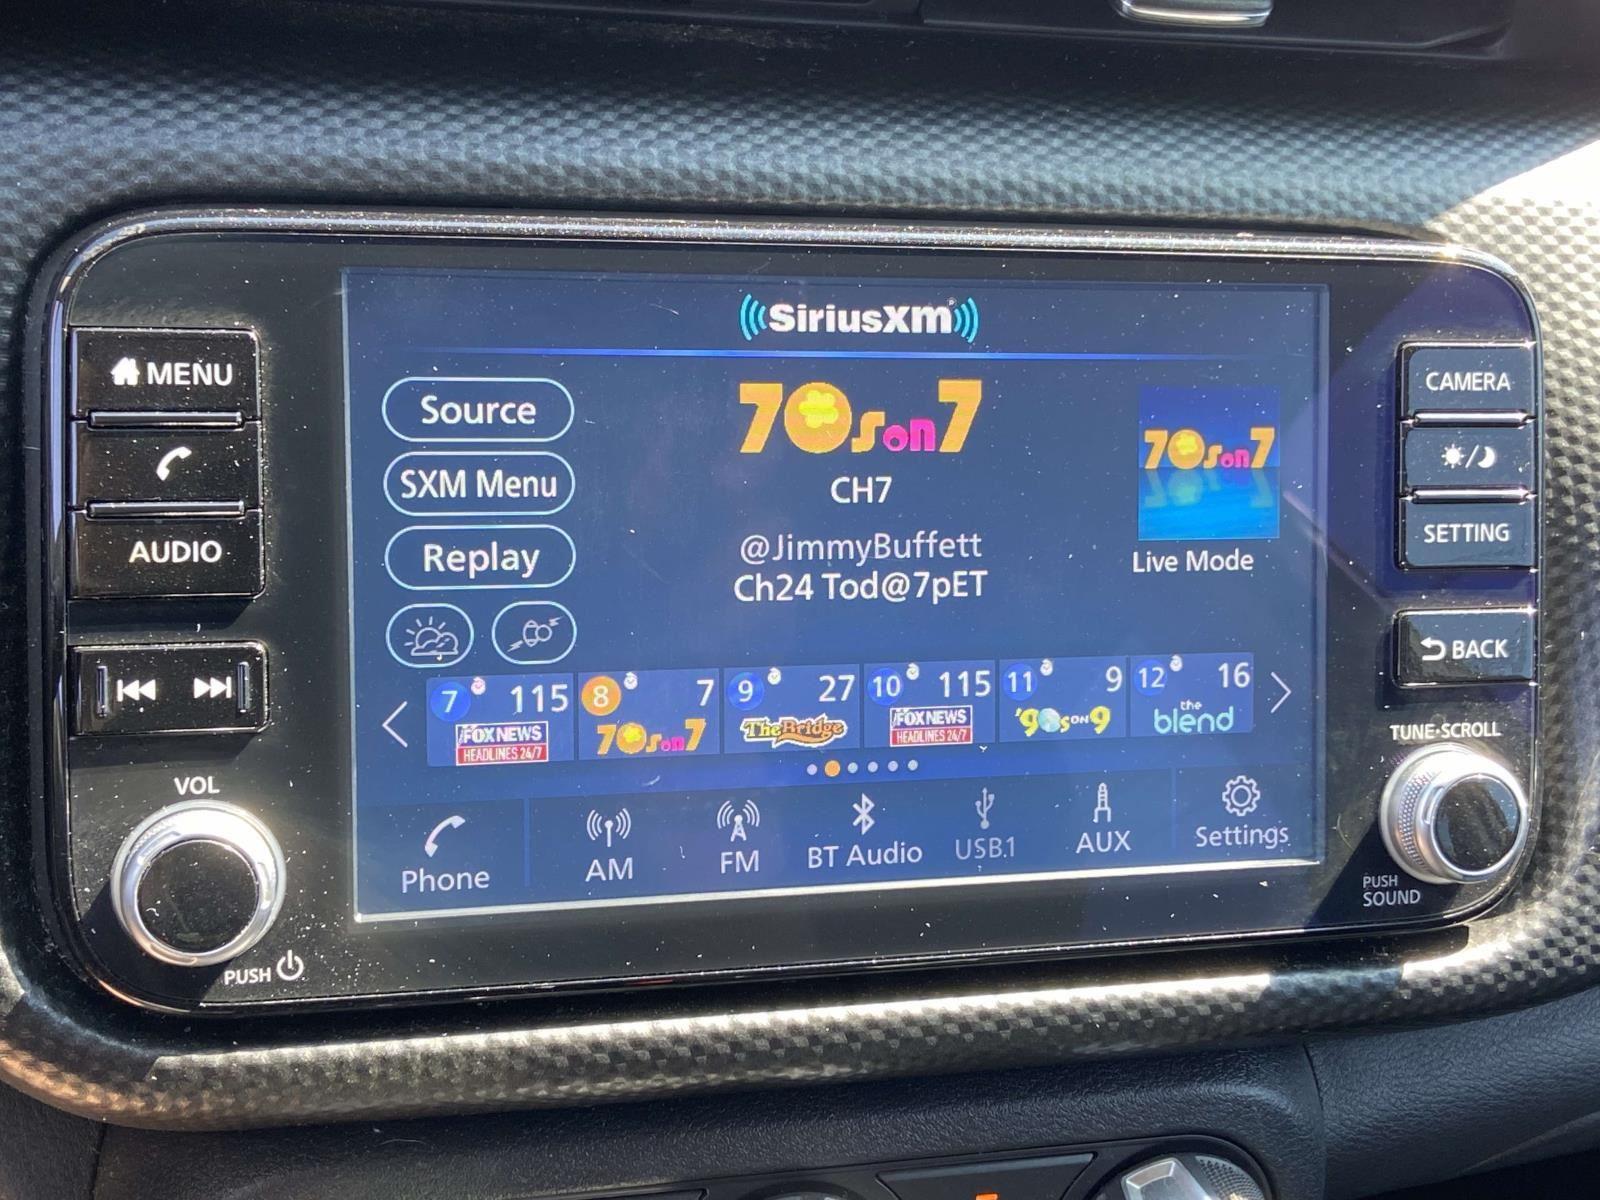 SiriusXM
MENU
AUDIO
VOL
PUSH
Source
SXM Menu
Replay
70s on 7
CH7
@JimmyBuffett
Ch24 Tod@7pET
70s on 7
Live Mode
7 115
FOX NEWS
HEADLINES 24/7
8 7
70s on 7
9 27
The Bridge
10 115
FOX NEWS
HEADLINES 24/7
11 9
'90s ON 9
12 16
the
blend
Phone
AM
FM
BT Audio
USB1
AUX
Settings
CAMERA
SETTING
BACK
TUNE·SCROLL
PUSH
SOUND